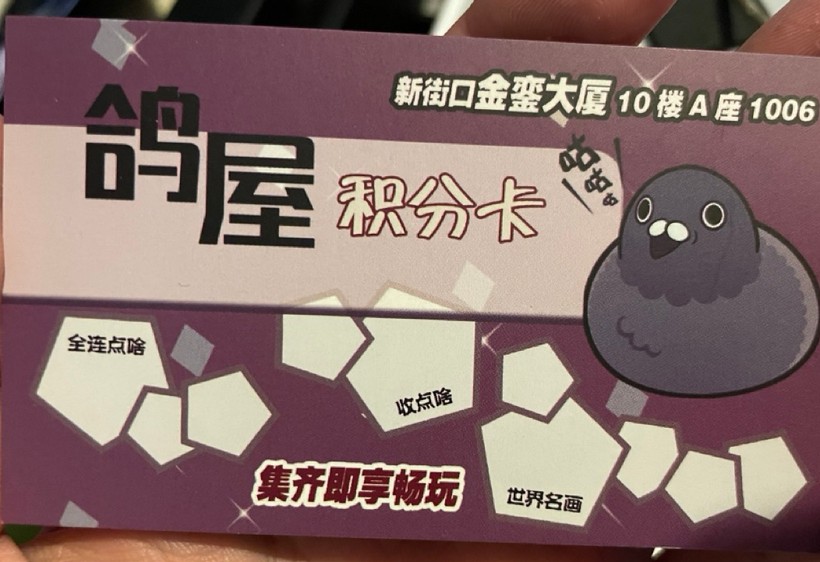 新街口金銮大厦 10 楼 A 座 1006
鸽屋 积分卡
咕咕咕
全连点啥
收点啥
世界名画
集齐即享畅玩